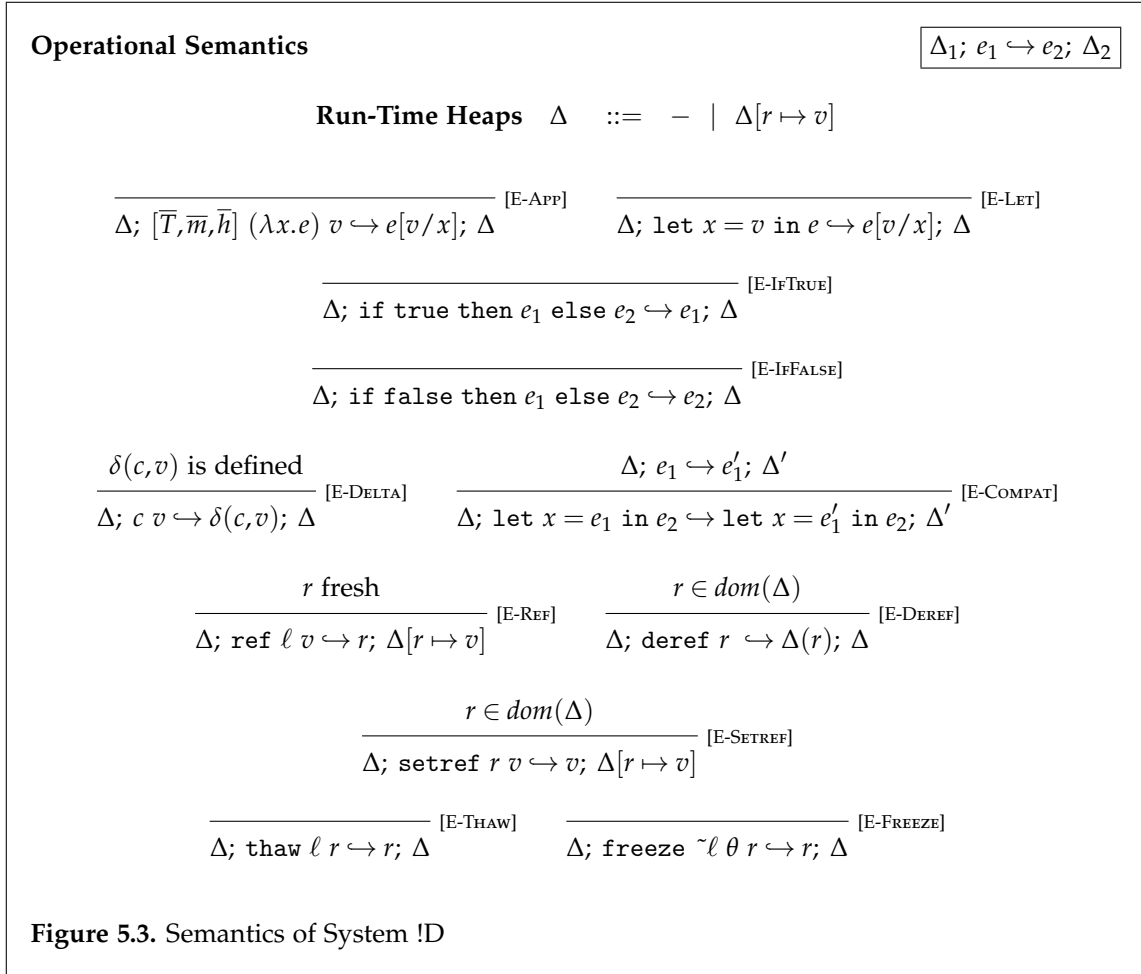 Operational Semantics Δ₁; e₁ ↪ e₂; Δ₂
Run-Time Heaps Δ ::= − | Δ[r ↦ v]
[E-App] [E-Let]
Δ; [T̅, m̅, h̅] (λx.e) v ↪ e[v/x]; Δ Δ; let x = v in e ↪ e[v/x]; Δ
[E-IfTrue]
Δ; if true then e₁ else e₂ ↪ e₁; Δ
[E-IfFalse]
Δ; if false then e₁ else e₂ ↪ e₂; Δ
δ(c, v) is defined Δ; e₁ ↪ e₁′; Δ′
[E-Delta] [E-Compat]
Δ; c v ↪ δ(c, v); Δ Δ; let x = e₁ in e₂ ↪ let x = e₁′ in e₂; Δ′
r fresh r ∈ dom(Δ)
[E-Ref] [E-Deref]
Δ; ref ℓ v ↪ r; Δ[r ↦ v] Δ; deref r ↪ Δ(r); Δ
r ∈ dom(Δ)
[E-Setref]
Δ; setref r v ↪ v; Δ[r ↦ v]
[E-Thaw] [E-Freeze]
Δ; thaw ℓ r ↪ r; Δ Δ; freeze ˜ℓ θ r ↪ r; Δ
Figure 5.3. Semantics of System !D